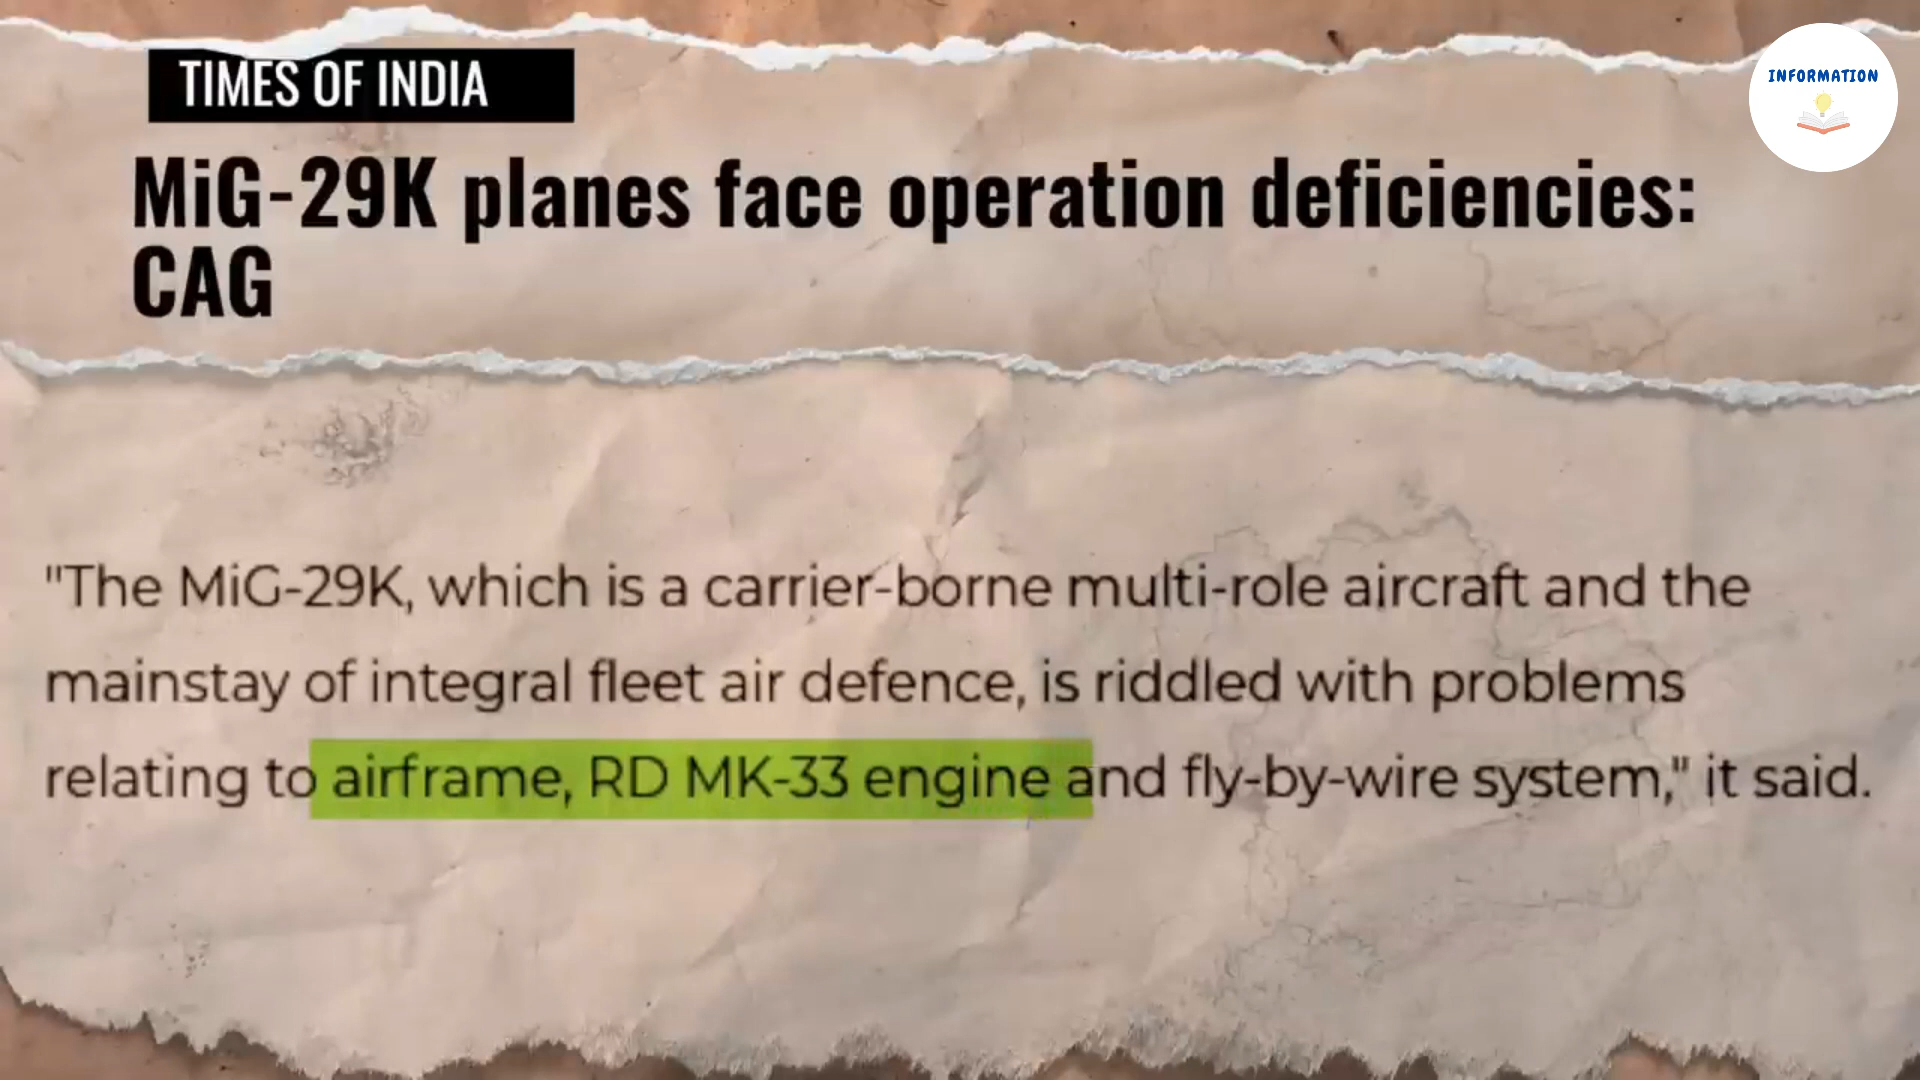 TIMES OF INDIA
INFORMATION
MiG-29K planes face operation deficiencies:
CAG
"The MiG-29K, which is a carrier-borne multi-role aircraft and the
mainstay of integral fleet air defence, is riddled with problems
relating to airframe, RD MK-33 engine and fly-by-wire system," it said.